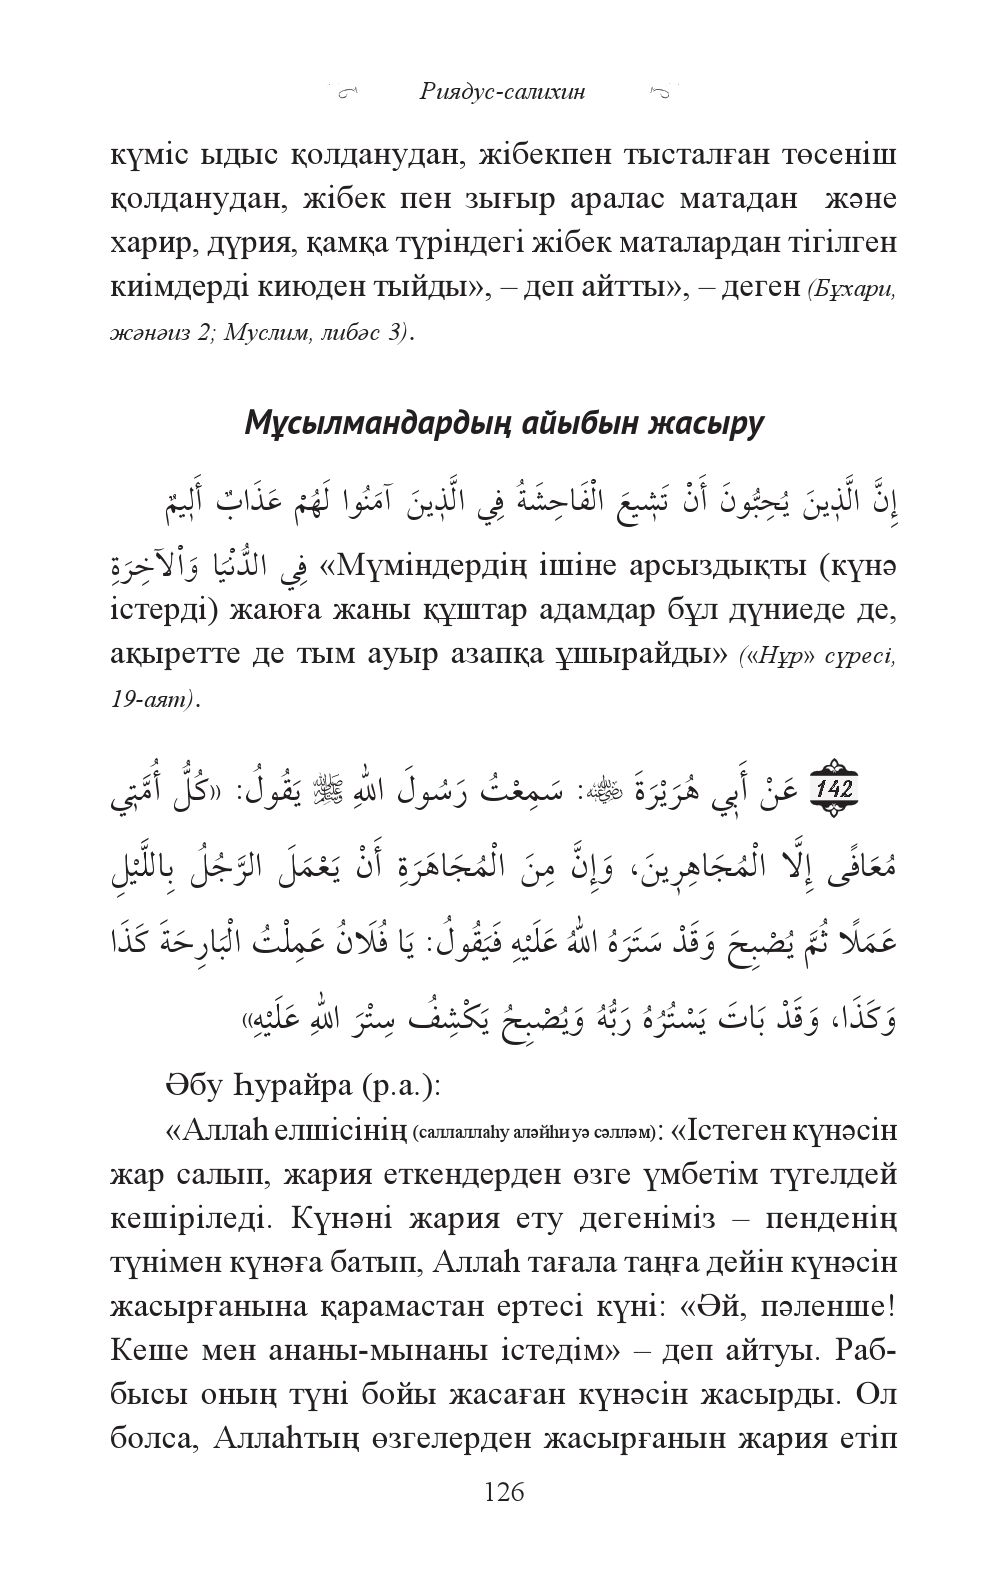 Риядус-салихин
күміс ыдыс қолданудан, жібекпен тысталған төсеніш
қолданудан, жібек пен зығыр аралас матадан және
харир, дүрия, қамқа түріндегі жібек маталардан тігілген
киімдерді киюден тыйды», – деп айтты», – деген (Бұхари,
жәнәиз 2; Муслим, либәс 3).
Мұсылмандардың айыбын жасыру
إِنَّ الَّذِينَ يُحِبُّونَ أَنْ تَشِيعَ الْفَاحِشَةُ فِي الَّذِينَ آمَنُوا لَهُمْ عَذَابٌ أَلِيمٌ
فِي الدُّنْيَا وَاْلآخِرَةِ «Мүміндердің ішіне арсыздықты (күнә
істерді) жаюға жаны құштар адамдар бұл дүниеде де,
ақыретте де тым ауыр азапқа ұшырайды» («Нұр» сүресі,
19-аят).
142 عَنْ أَبِي هُرَيْرَةَ ﵁: سَمِعْتُ رَسُولَ اللهِ ﷺ يَقُولُ: «كُلُّ أُمَّتِي
مُعَافًى إِلَّا الْمُجَاهِرِينَ، وَإِنَّ مِنَ الْمُجَاهَرَةِ أَنْ يَعْمَلَ الرَّجُلُ بِاللَّيْلِ
عَمَلًا ثُمَّ يُصْبِحَ وَقَدْ سَتَرَهُ اللهُ عَلَيْهِ فَيَقُولُ: يَا فُلَانُ عَمِلْتُ الْبَارِحَةَ كَذَا
وَكَذَا، وَقَدْ بَاتَ يَسْتُرُهُ رَبُّهُ وَيُصْبِحُ يَكْشِفُ سِتْرَ اللهِ عَلَيْهِ»
Әбу Һурайра (р.а.):
«Аллаһ елшісінің (саллаллаһу аләйһи уә сәлләм): «Істеген күнәсін
жар салып, жария еткендерден өзге үмбетім түгелдей
кешіріледі. Күнәні жария ету дегеніміз – пенденің
түнімен күнәға батып, Аллаһ тағала таңға дейін күнәсін
жасырғанына қарамастан ертесі күні: «Әй, пәленше!
Кеше мен ананы-мынаны істедім» – деп айтуы. Раб-
бысы оның түні бойы жасаған күнәсін жасырды. Ол
болса, Аллаһтың өзгелерден жасырғанын жария етіп
126